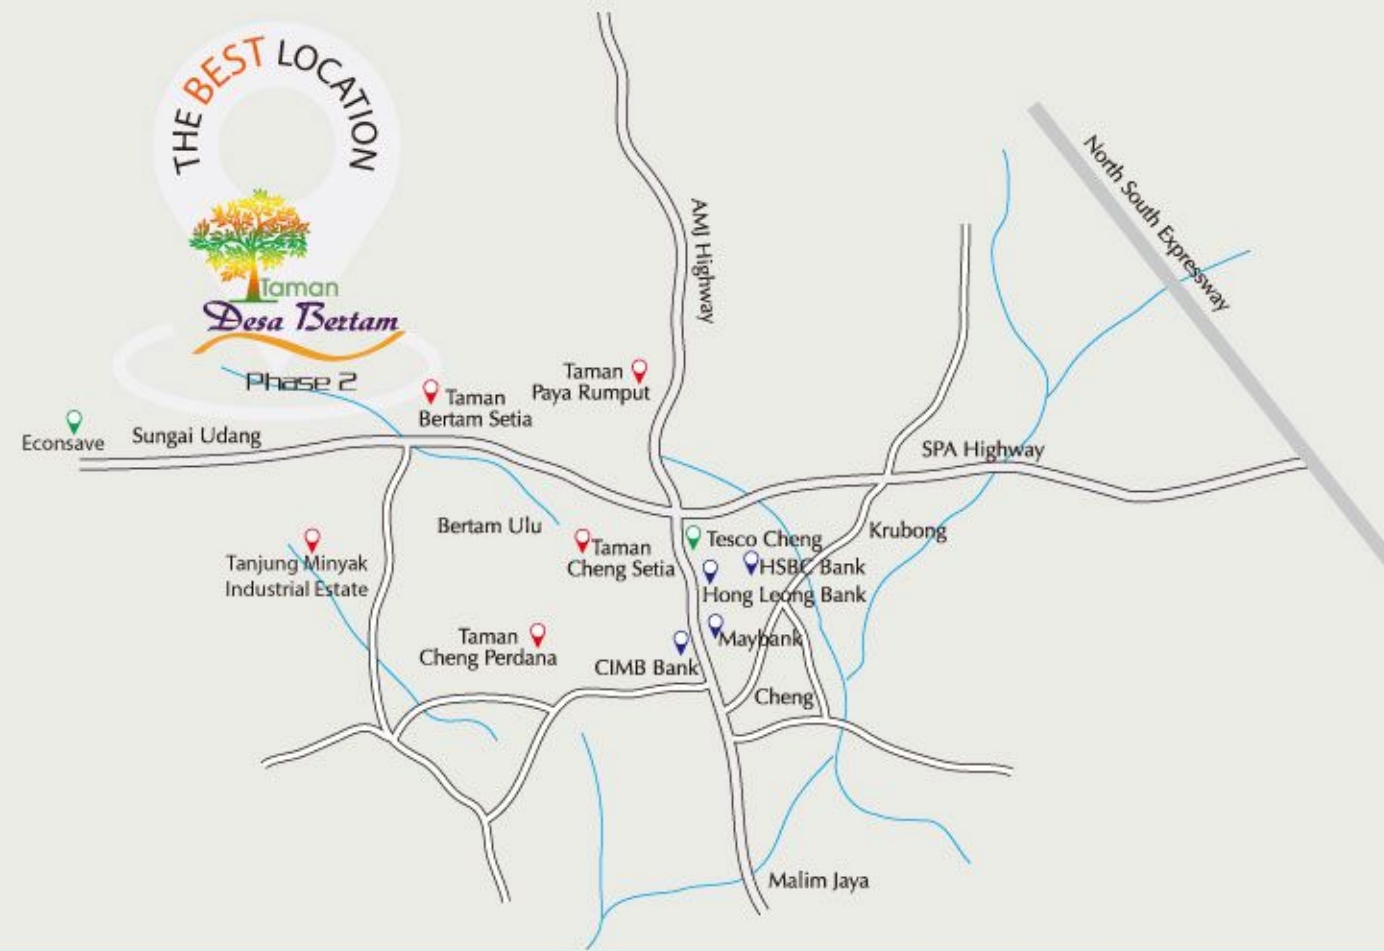 THE BEST LOCATION
Taman
Desa Bertam
Phase 2
AMJ Highway
North South Expressway
Taman
Paya Rumput
Taman
Bertam Setia
Econsave
Sungai Udang
SPA Highway
Bertam Ulu
Taman
Cheng Setia
Tesco Cheng
HSBC Bank
Hong Leong Bank
Krubong
Tanjung Minyak
Industrial Estate
Taman
Cheng Perdana
CIMB Bank
Maybank
Cheng
Malim Jaya